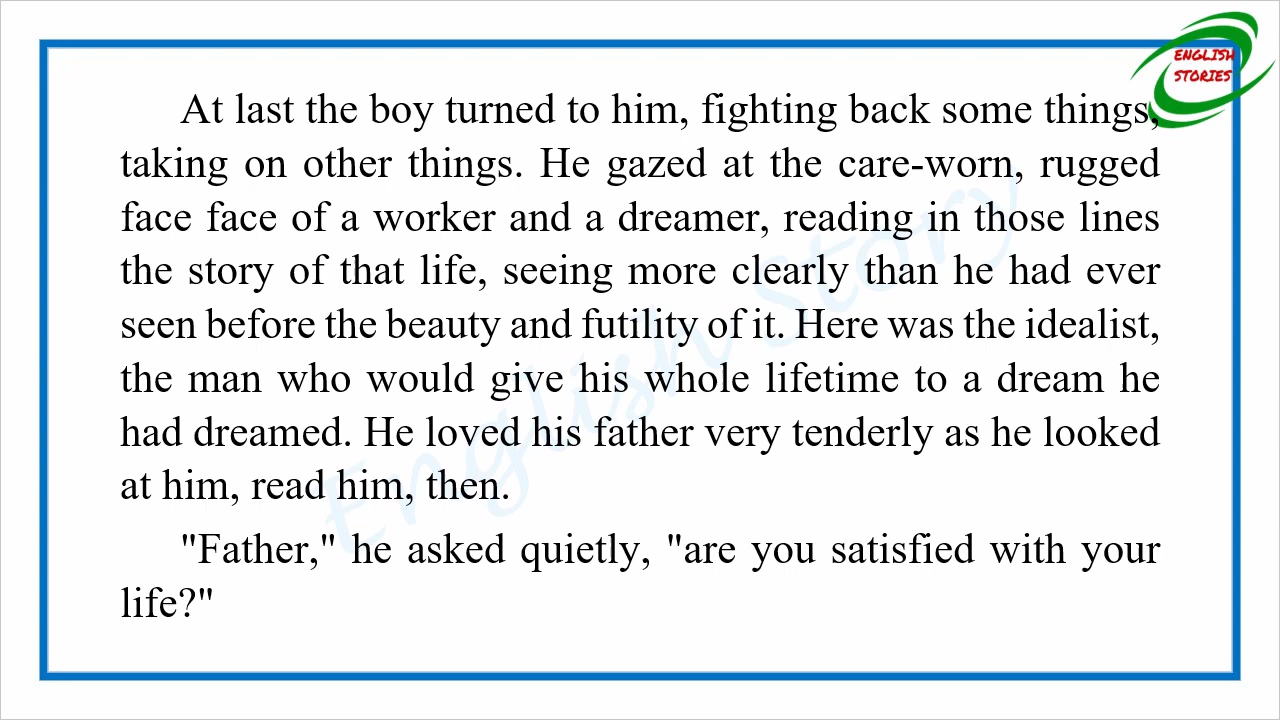 ENGLISH
STORIES
At last the boy turned to him, fighting back some things,
taking on other things. He gazed at the care-worn, rugged
face face of a worker and a dreamer, reading in those lines
the story of that life, seeing more clearly than he had ever
seen before the beauty and futility of it. Here was the idealist,
the man who would give his whole lifetime to a dream he
had dreamed. He loved his father very tenderly as he looked
at him, read him, then.
"Father," he asked quietly, "are you satisfied with your
life?"
English Story